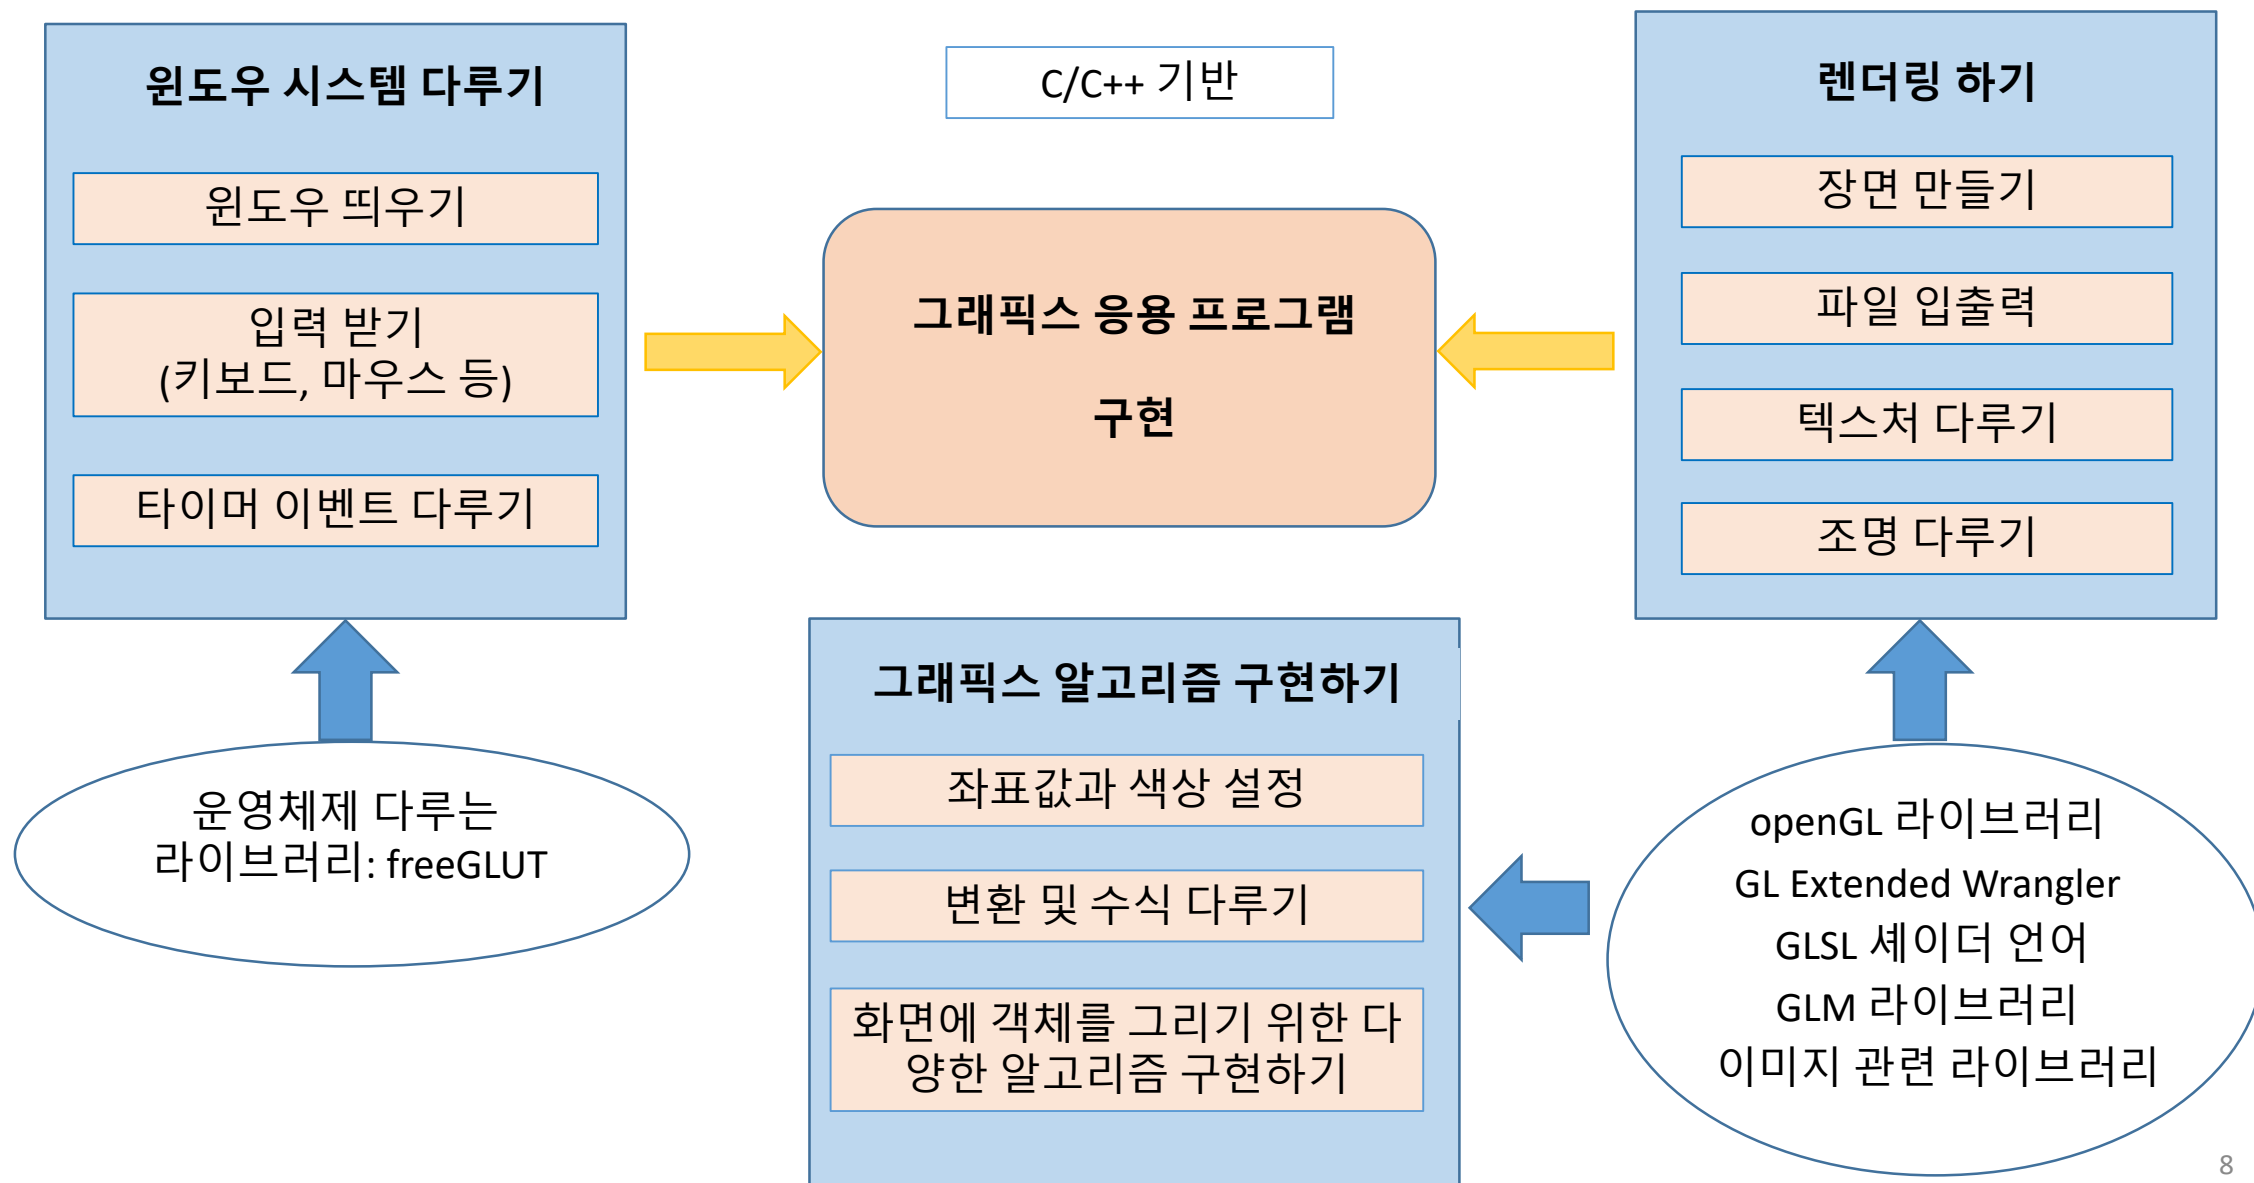 윈도우 시스템 다루기
윈도우 띄우기
입력 받기
(키보드, 마우스 등)
타이머 이벤트 다루기
운영체제 다루는
라이브러리: freeGLUT
C/C++ 기반
그래픽스 응용 프로그램
구현
그래픽스 알고리즘 구현하기
좌표값과 색상 설정
변환 및 수식 다루기
화면에 객체를 그리기 위한 다
양한 알고리즘 구현하기
렌더링 하기
장면 만들기
파일 입출력
텍스처 다루기
조명 다루기
openGL 라이브러리
GL Extended Wrangler
GLSL 셰이더 언어
GLM 라이브러리
이미지 관련 라이브러리
8